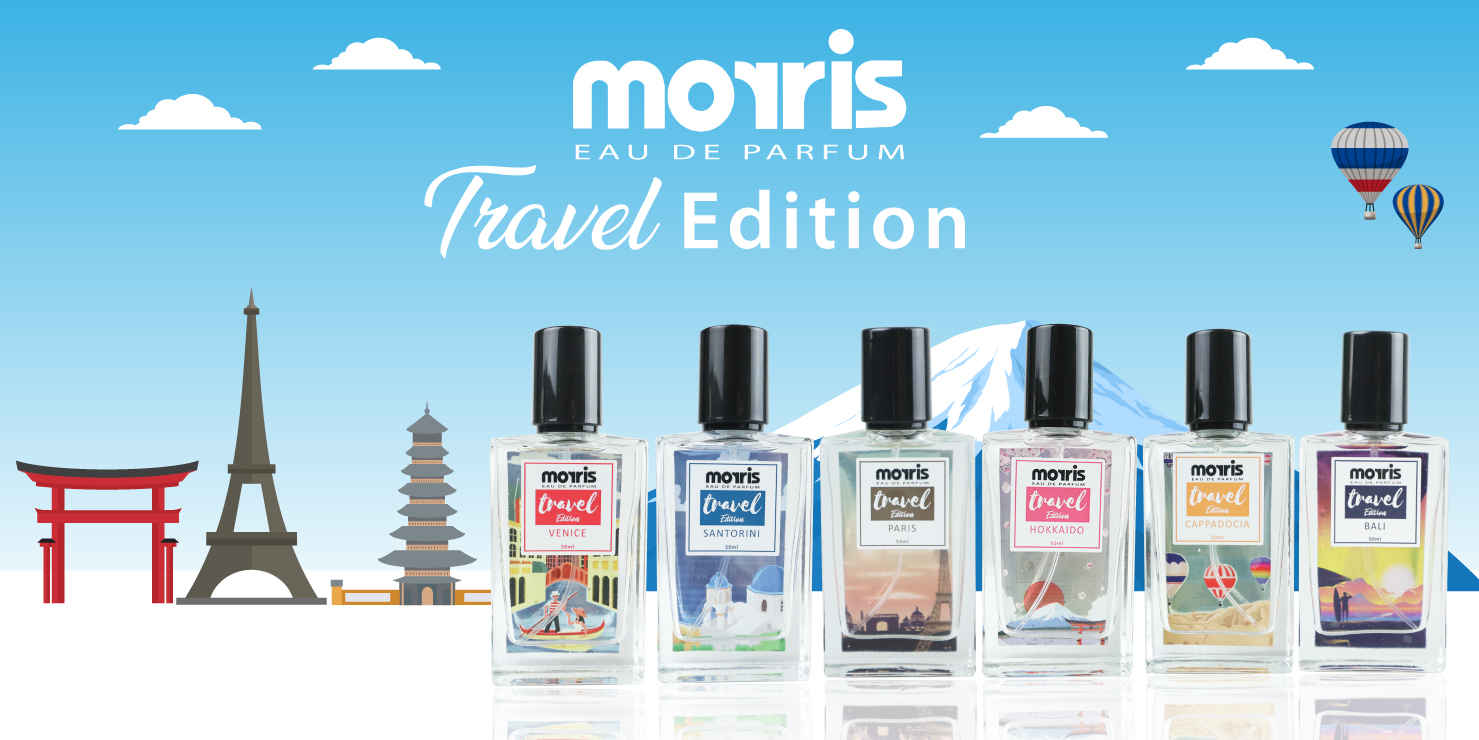 morris
EAU DE PARFUM
Travel Edition
morris
EAU DE PARFUM
travel
Edition
VENICE
50ml
morris
EAU DE PARFUM
travel
Edition
SANTORINI
50ml
morris
EAU DE PARFUM
travel
Edition
PARIS
50ml
morris
EAU DE PARFUM
travel
Edition
HOKKAIDO
50ml
morris
EAU DE PARFUM
travel
Edition
CAPPADOCIA
50ml
morris
EAU DE PARFUM
travel
Edition
BALI
50ml